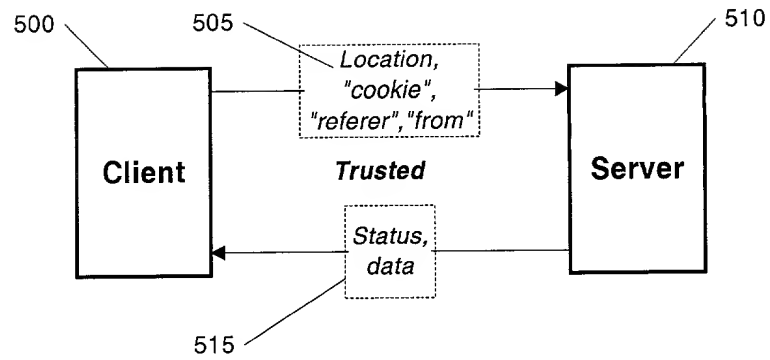 500
505
510
Location,
"cookie",
"referer","from"
Client
Trusted
Server
Status,
data
515